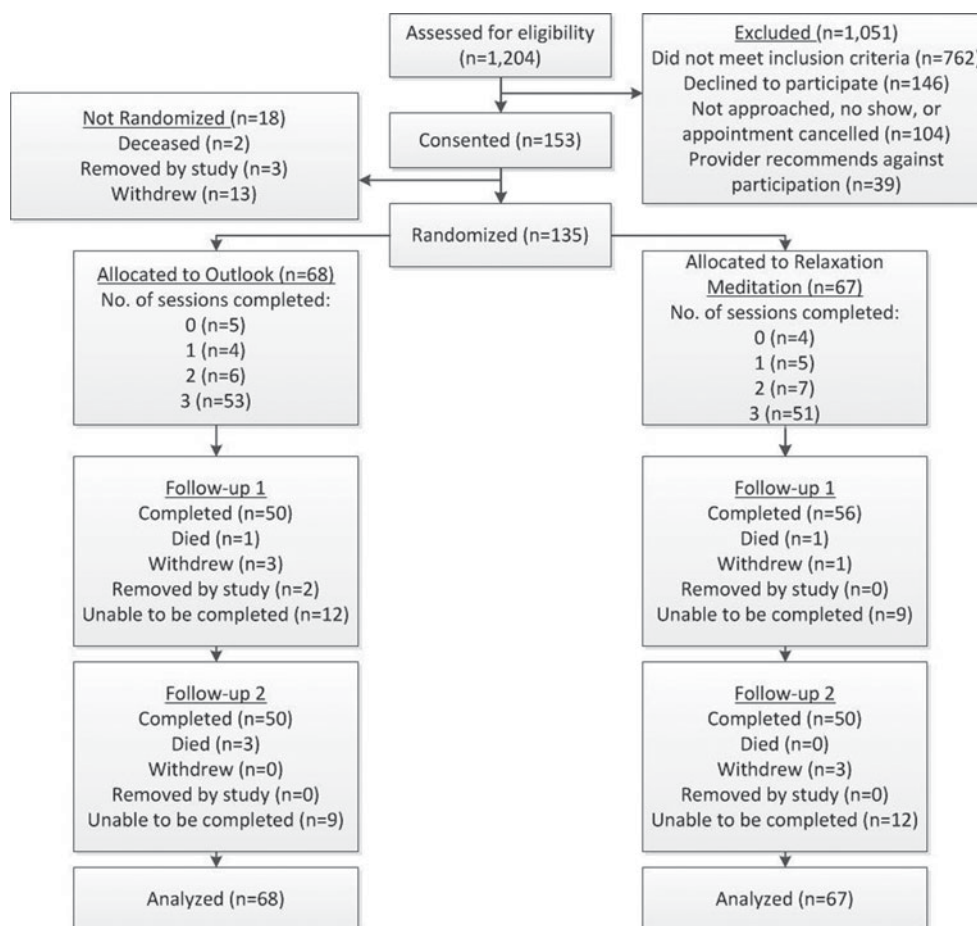 Assessed for eligibility
(n=1,204)
Excluded (n=1,051)
Did not meet inclusion criteria (n=762)
Declined to participate (n=146)
Not approached, no show, or
appointment cancelled (n=104)
Provider recommends against
participation (n=39)
Consented (n=153)
Not Randomized (n=18)
Deceased (n=2)
Removed by study (n=3)
Withdrew (n=13)
Randomized (n=135)
Allocated to Outlook (n=68)
No. of sessions completed:
0 (n=5)
1 (n=4)
2 (n=6)
3 (n=53)
Allocated to Relaxation
Meditation (n=67)
No. of sessions completed:
0 (n=4)
1 (n=5)
2 (n=7)
3 (n=51)
Follow-up 1
Completed (n=50)
Died (n=1)
Withdrew (n=3)
Removed by study (n=2)
Unable to be completed (n=12)
Follow-up 1
Completed (n=56)
Died (n=1)
Withdrew (n=1)
Removed by study (n=0)
Unable to be completed (n=9)
Follow-up 2
Completed (n=50)
Died (n=3)
Withdrew (n=0)
Removed by study (n=0)
Unable to be completed (n=9)
Follow-up 2
Completed (n=50)
Died (n=0)
Withdrew (n=3)
Removed by study (n=0)
Unable to be completed (n=12)
Analyzed (n=68)
Analyzed (n=67)